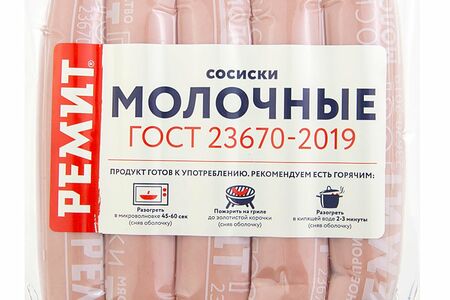 РЕМИТ®
СОСИСКИ
МОЛОЧНЫЕ
ГОСТ 23670-2019
ПРОДУКТ ГОТОВ К УПОТРЕБЛЕНИЮ. РЕКОМЕНДУЕМ ЕСТЬ ГОРЯЧИМ:
Разогреть
в микроволновке 45-60 сек
(сняв оболочку)
Пожарить на гриле
до золотистой корочки
(сняв оболочку)
Разогреть
в кипящей воде 2-3 минуты
(сняв оболочку)